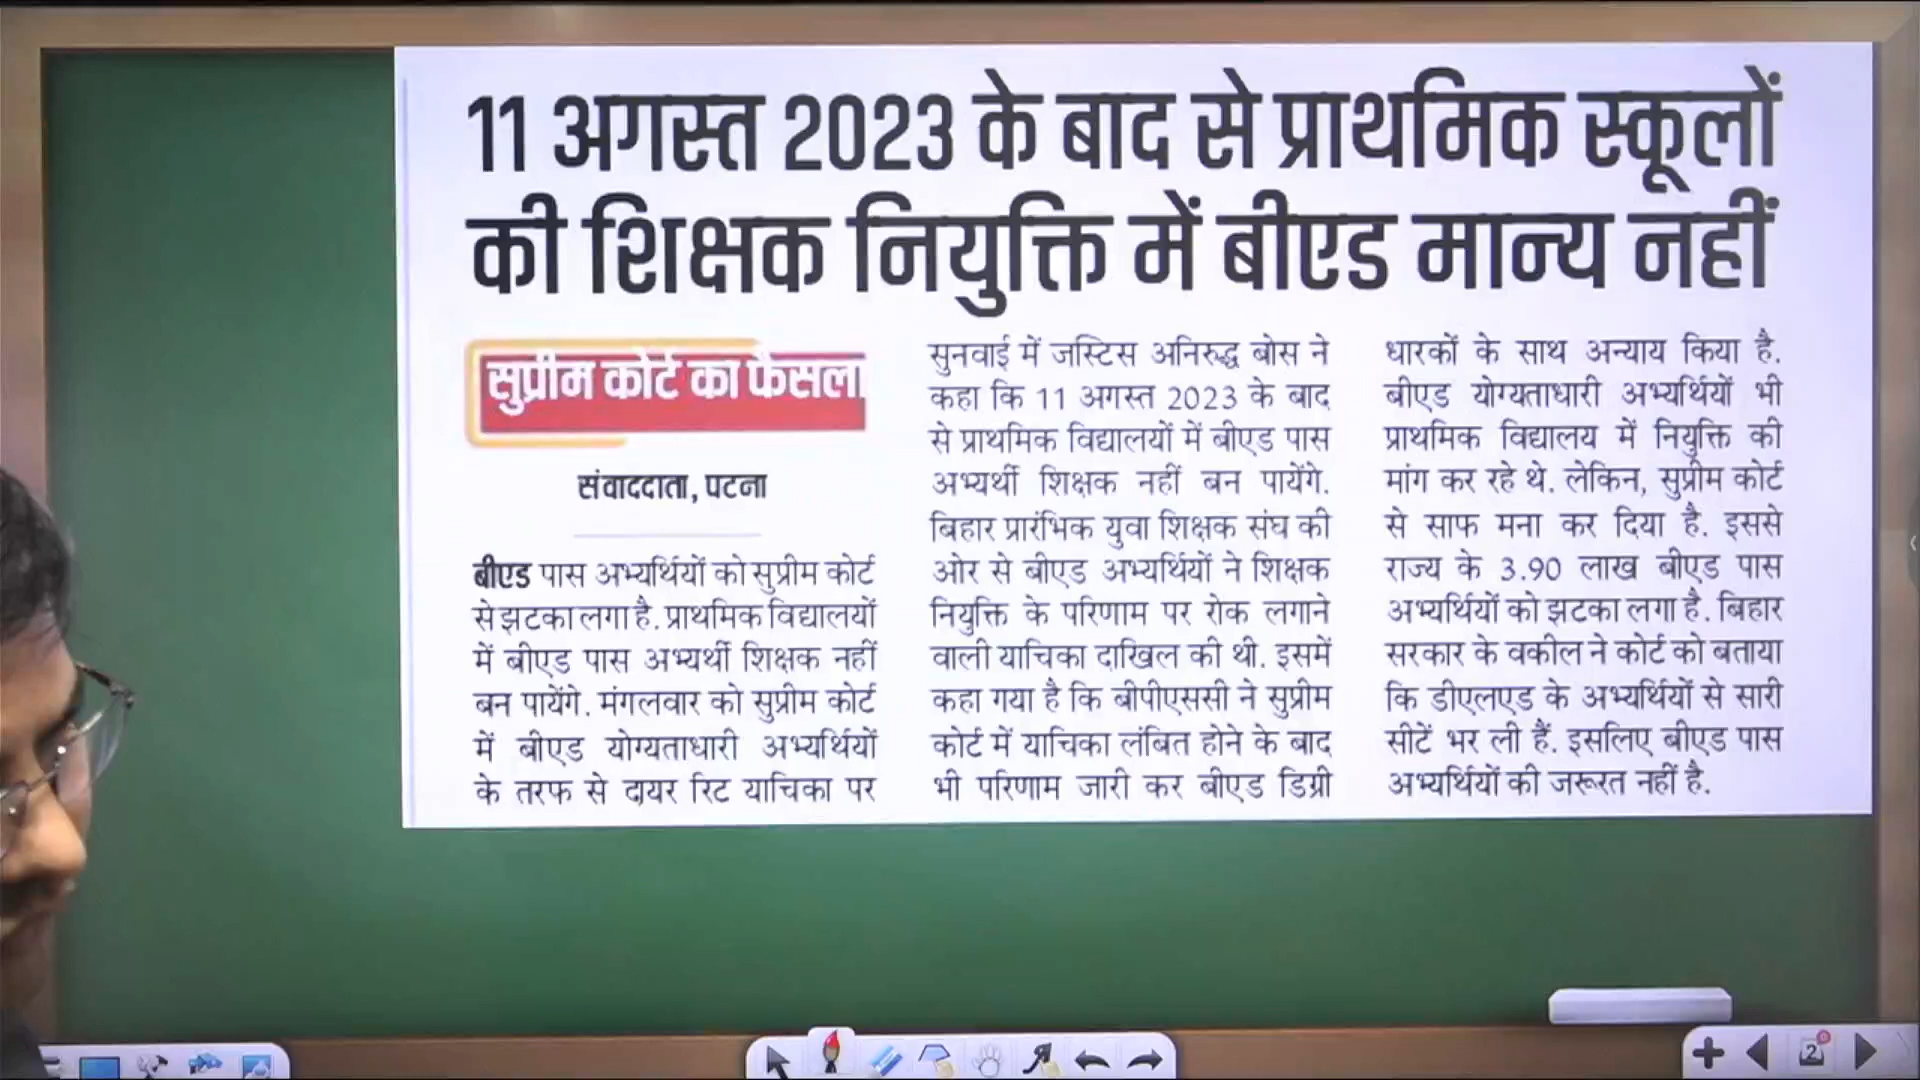 11 अगस्त 2023 के बाद से प्राथमिक स्कूलों
की शिक्षक नियुक्ति में बीएड मान्य नहीं
सुप्रीम कोर्ट का फैसला
संवाददाता, पटना
बीएड पास अभ्यर्थियों को सुप्रीम कोर्ट
से झटका लगा है. प्राथमिक विद्यालयों
में बीएड पास अभ्यर्थी शिक्षक नहीं
बन पायेंगे. मंगलवार को सुप्रीम कोर्ट
में बीएड योग्यताधारी अभ्यर्थियों
के तरफ से दायर रिट याचिका पर
सुनवाई में जस्टिस अनिरुद्ध बोस ने
कहा कि 11 अगस्त 2023 के बाद
से प्राथमिक विद्यालयों में बीएड पास
अभ्यर्थी शिक्षक नहीं बन पायेंगे.
बिहार प्रारंभिक युवा शिक्षक संघ की
ओर से बीएड अभ्यर्थियों ने शिक्षक
नियुक्ति के परिणाम पर रोक लगाने
वाली याचिका दाखिल की थी. इसमें
कहा गया है कि बीपीएससी ने सुप्रीम
कोर्ट में याचिका लंबित होने के बाद
भी परिणाम जारी कर बीएड डिग्री
धारकों के साथ अन्याय किया है.
बीएड योग्यताधारी अभ्यर्थियों भी
प्राथमिक विद्यालय में नियुक्ति की
मांग कर रहे थे. लेकिन, सुप्रीम कोर्ट
से साफ मना कर दिया है. इससे
राज्य के 3.90 लाख बीएड पास
अभ्यर्थियों को झटका लगा है. बिहार
सरकार के वकील ने कोर्ट को बताया
कि डीएलएड के अभ्यर्थियों से सारी
सीटें भर ली हैं. इसलिए बीएड पास
अभ्यर्थियों की जरूरत नहीं है.
2